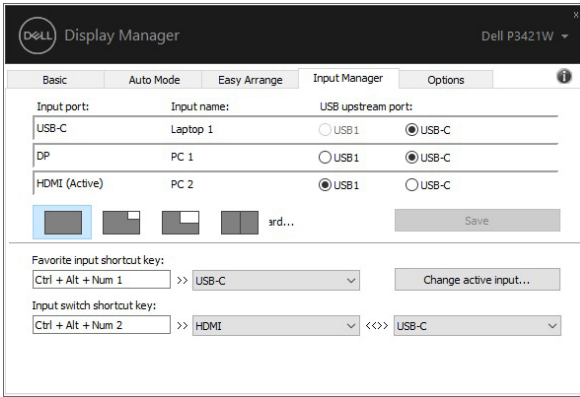 DELL Display Manager Dell P3421W
Basic Auto Mode Easy Arrange Input Manager Options
Input port: Input name: USB upstream port:
USB-C Laptop 1 USB1 USB-C
DP PC 1 USB1 USB-C
HDMI (Active) PC 2 USB1 USB-C
ard... Save
Favorite input shortcut key:
Ctrl + Alt + Num 1 >> USB-C Change active input...
Input switch shortcut key:
Ctrl + Alt + Num 2 >> HDMI <<>> USB-C